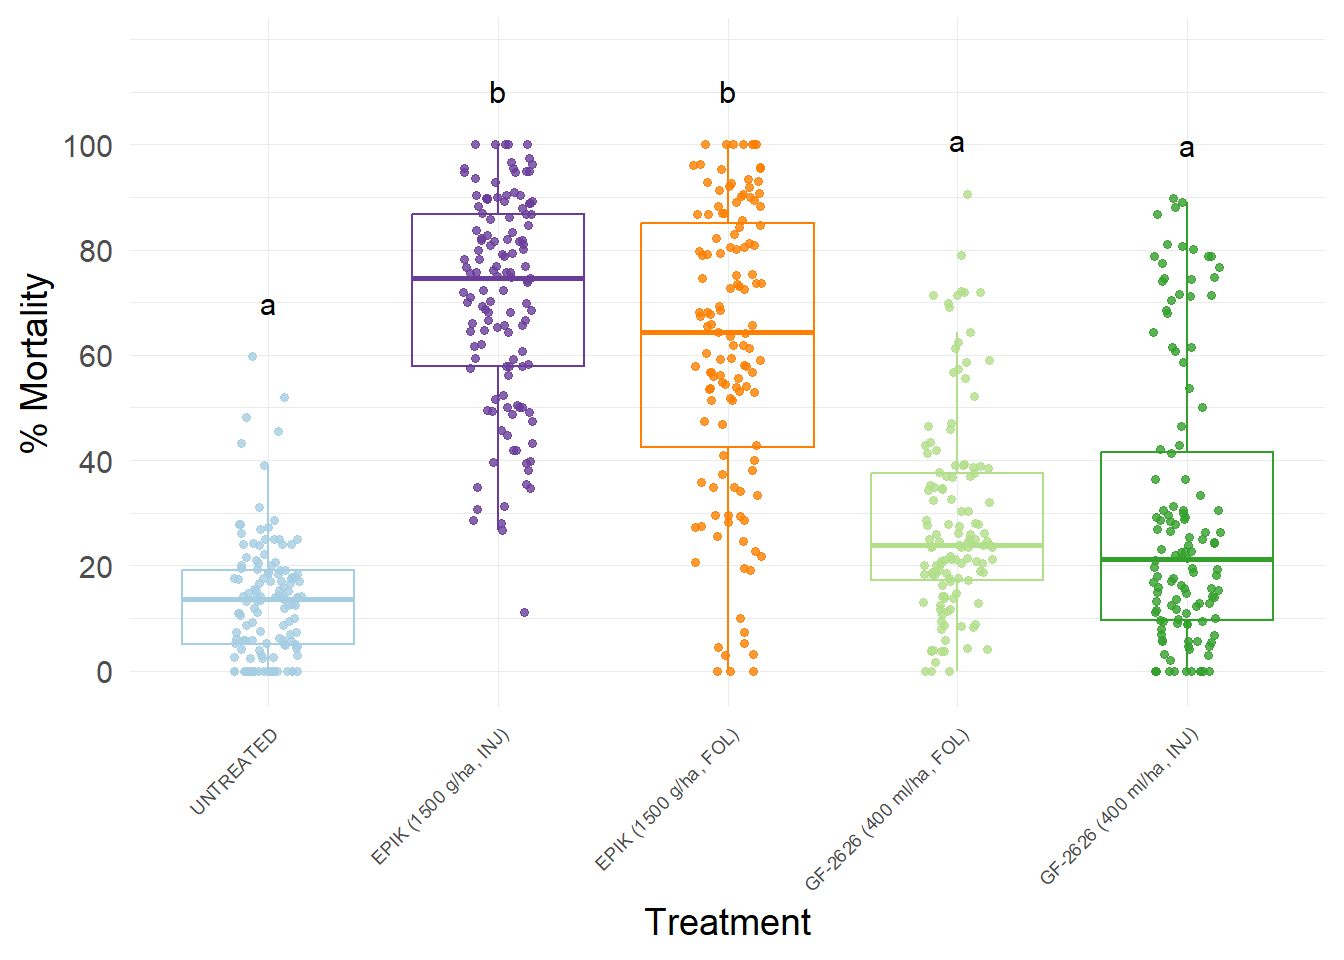 b
b
a
a
a
100
80
60
40
20
0
% Mortality
UNTREATED
EPIK (1500 g/ha, INJ)
EPIK (1500 g/ha, FOL)
GF-2626 (400 ml/ha, FOL)
GF-2626 (400 ml/ha, INJ)
Treatment